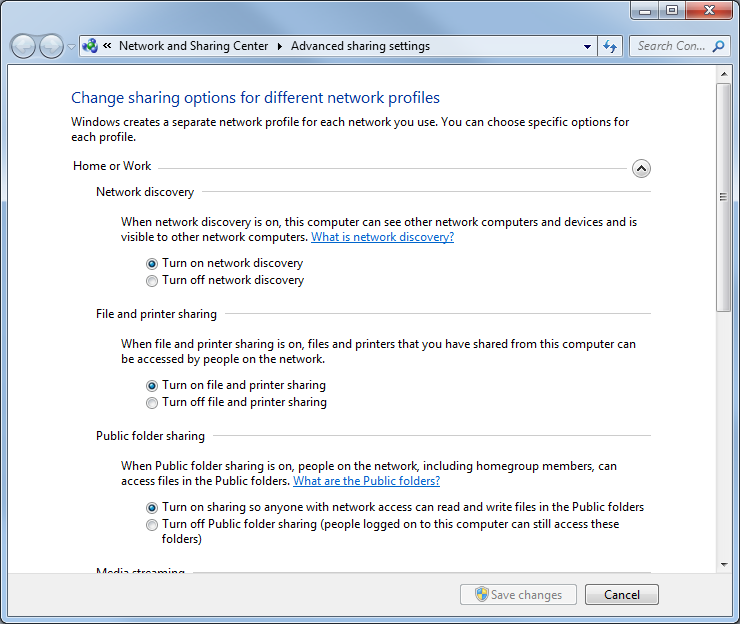 « Network and Sharing Center ▸ Advanced sharing settings
Search Con...
Change sharing options for different network profiles
Windows creates a separate network profile for each network you use. You can choose specific options for
each profile.
Home or Work
Network discovery
When network discovery is on, this computer can see other network computers and devices and is
visible to other network computers. What is network discovery?
Turn on network discovery
Turn off network discovery
File and printer sharing
When file and printer sharing is on, files and printers that you have shared from this computer can
be accessed by people on the network.
Turn on file and printer sharing
Turn off file and printer sharing
Public folder sharing
When Public folder sharing is on, people on the network, including homegroup members, can
access files in the Public folders. What are the Public folders?
Turn on sharing so anyone with network access can read and write files in the Public folders
Turn off Public folder sharing (people logged on to this computer can still access these
folders)
Media streaming
Save changes
Cancel